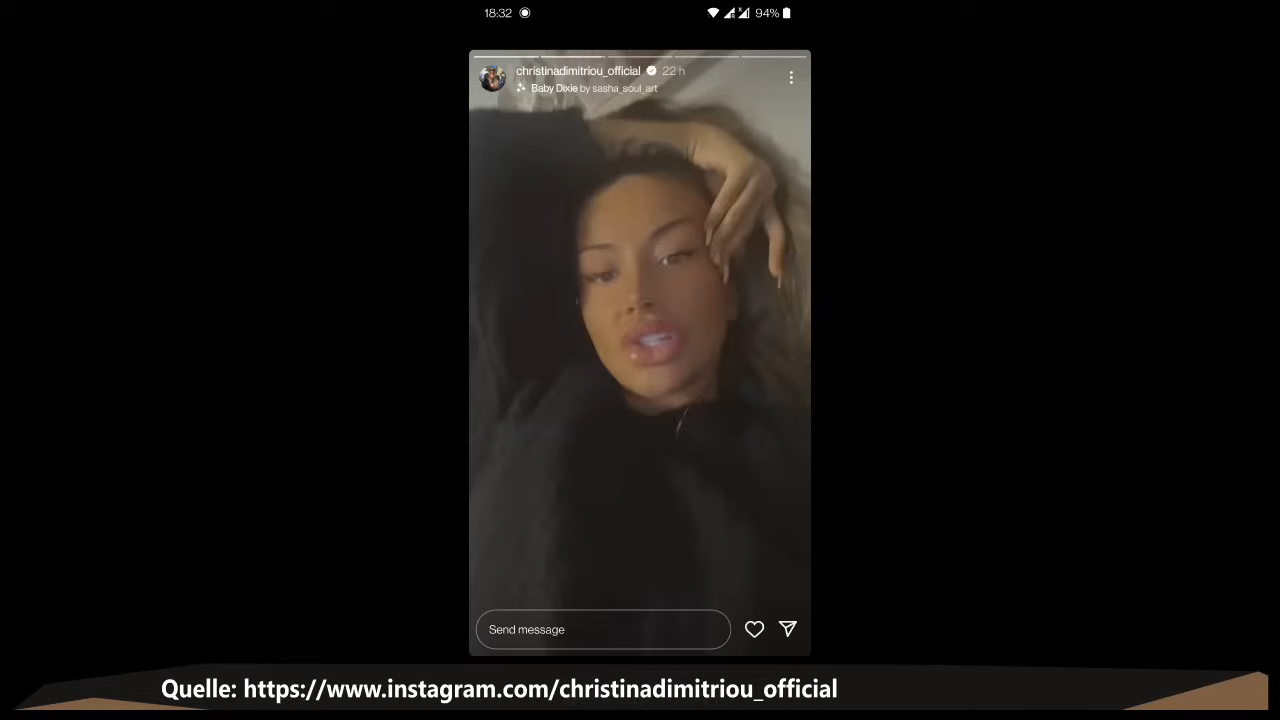 18:32 94%
christinadimitriou_official 22 h
Baby Dixie by sasha_soul_art
Send message
Quelle: https://www.instagram.com/christinadimitriou_official